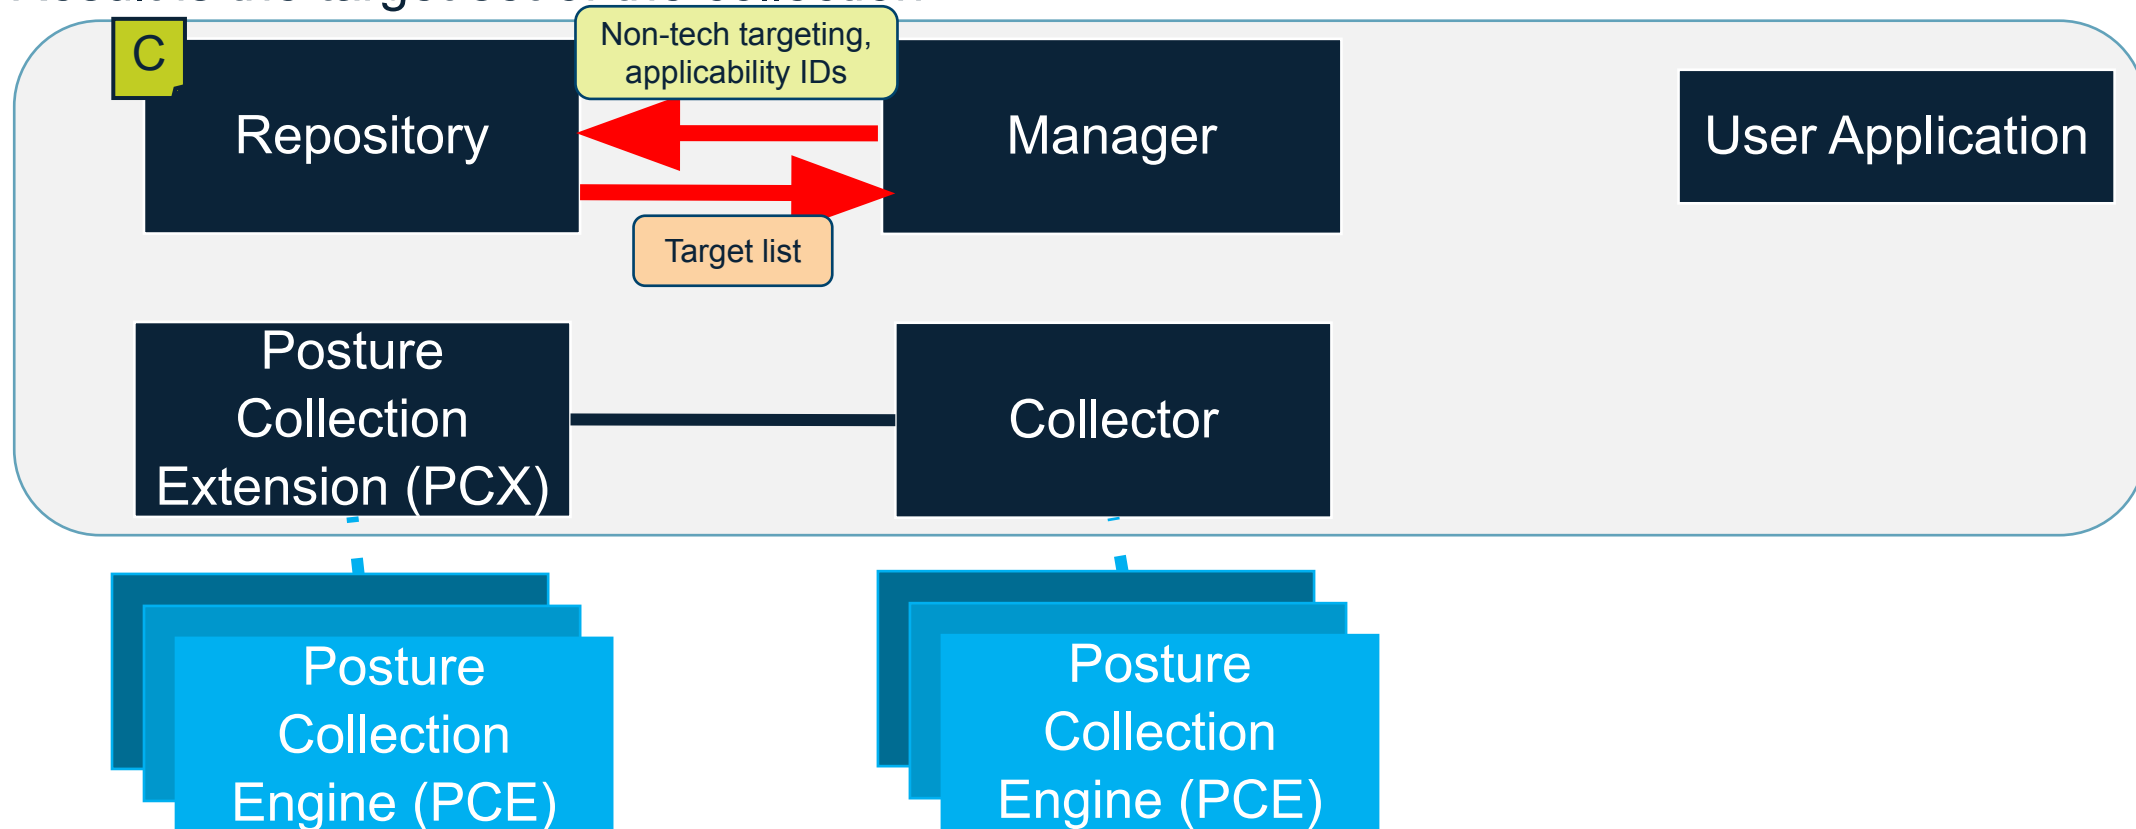 C
Non-tech targeting,
applicability IDs
Repository
Manager
User Application
Target list
Posture
Collection
Extension (PCX)
Collector
Posture
Collection
Engine (PCE)
Posture
Collection
Engine (PCE)